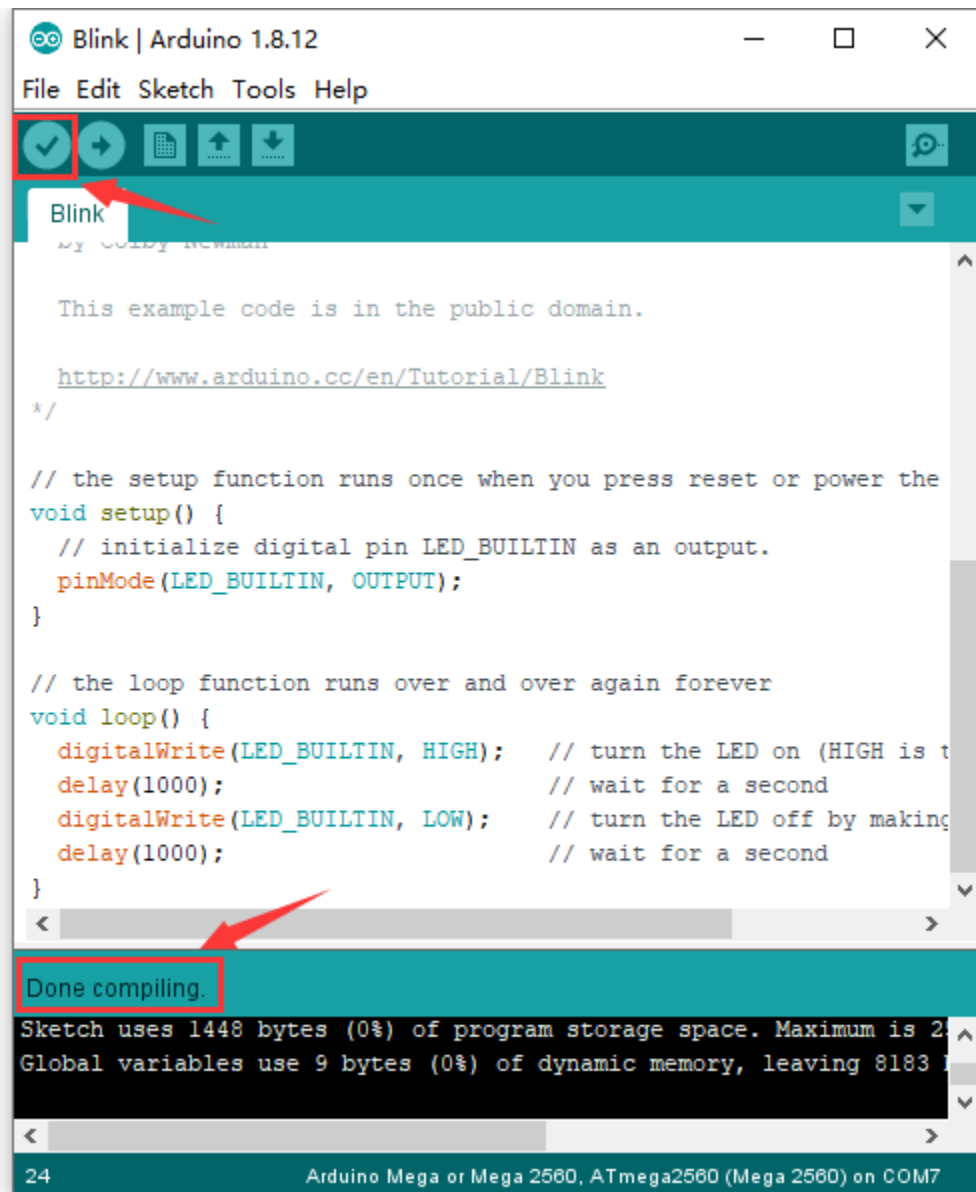 Blink | Arduino 1.8.12
File Edit Sketch Tools Help
Blink
by Colby Newman
This example code is in the public domain.
http://www.arduino.cc/en/Tutorial/Blink
*/
// the setup function runs once when you press reset or power the
void setup() {
// initialize digital pin LED_BUILTIN as an output.
pinMode(LED_BUILTIN, OUTPUT);
}
// the loop function runs over and over again forever
void loop() {
digitalWrite(LED_BUILTIN, HIGH); // turn the LED on (HIGH is t
delay(1000); // wait for a second
digitalWrite(LED_BUILTIN, LOW); // turn the LED off by making
delay(1000); // wait for a second
}
Done compiling.
Sketch uses 1448 bytes (0%) of program storage space. Maximum is 2
Global variables use 9 bytes (0%) of dynamic memory, leaving 8183
24
Arduino Mega or Mega 2560, ATmega2560 (Mega 2560) on COM7